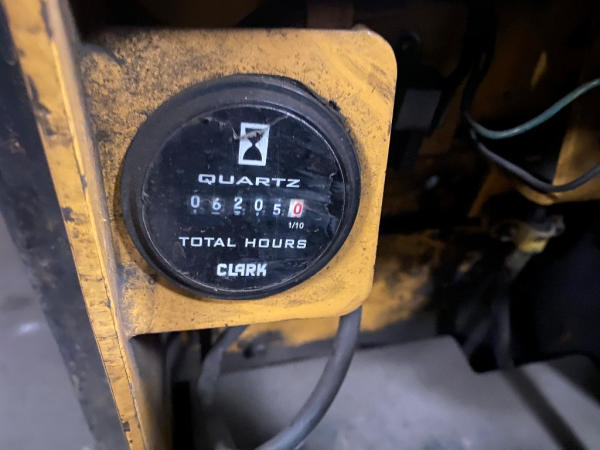 QUARTZ
062050
1/10
TOTAL HOURS
CLARK